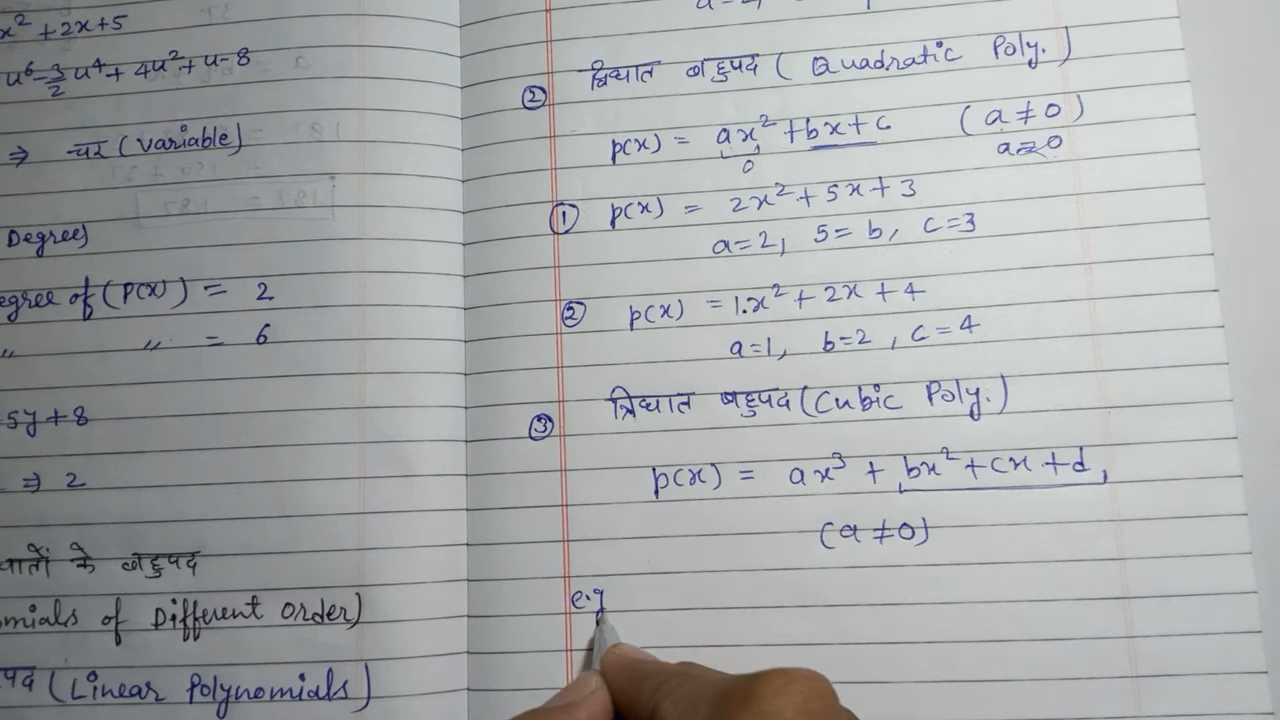 x² + 2x + 5
u⁶ - 3/2 u⁴ + 4u² + u - 8
⇒ चर (Variable)
Degree)
egree of (P(x)) = 2
〃 〃 = 6
5y + 8
⇒ 2
घातों के बहुपद
omials of Different Order)
पद (Linear Polynomials)
② द्विघात बहुपद (Quadratic Poly.)
p(x) = ax² + bx + c (a ≠ 0)
0
① p(x) = 2x² + 5x + 3
a = 2, 5 = b, c = 3
② p(x) = 1.x² + 2x + 4
a = 1, b = 2, c = 4
③ त्रिघात बहुपद (Cubic Poly.)
p(x) = ax³ + bx² + cx + d,
(a ≠ 0)
e.g